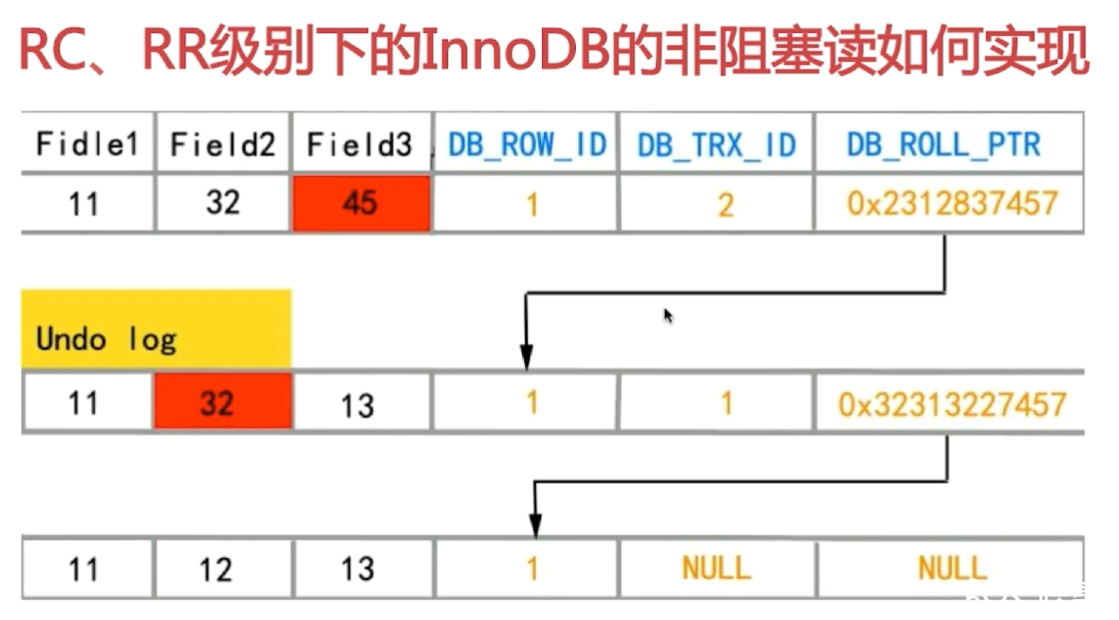 RC、RR级别下的InnoDB的非阻塞读如何实现
Fidle1 Field2 Field3 DB_ROW_ID DB_TRX_ID DB_ROLL_PTR
11 32 45 1 2 0x2312837457
Undo log
11 32 13 1 1 0x32313227457
11 12 13 1 NULL NULL